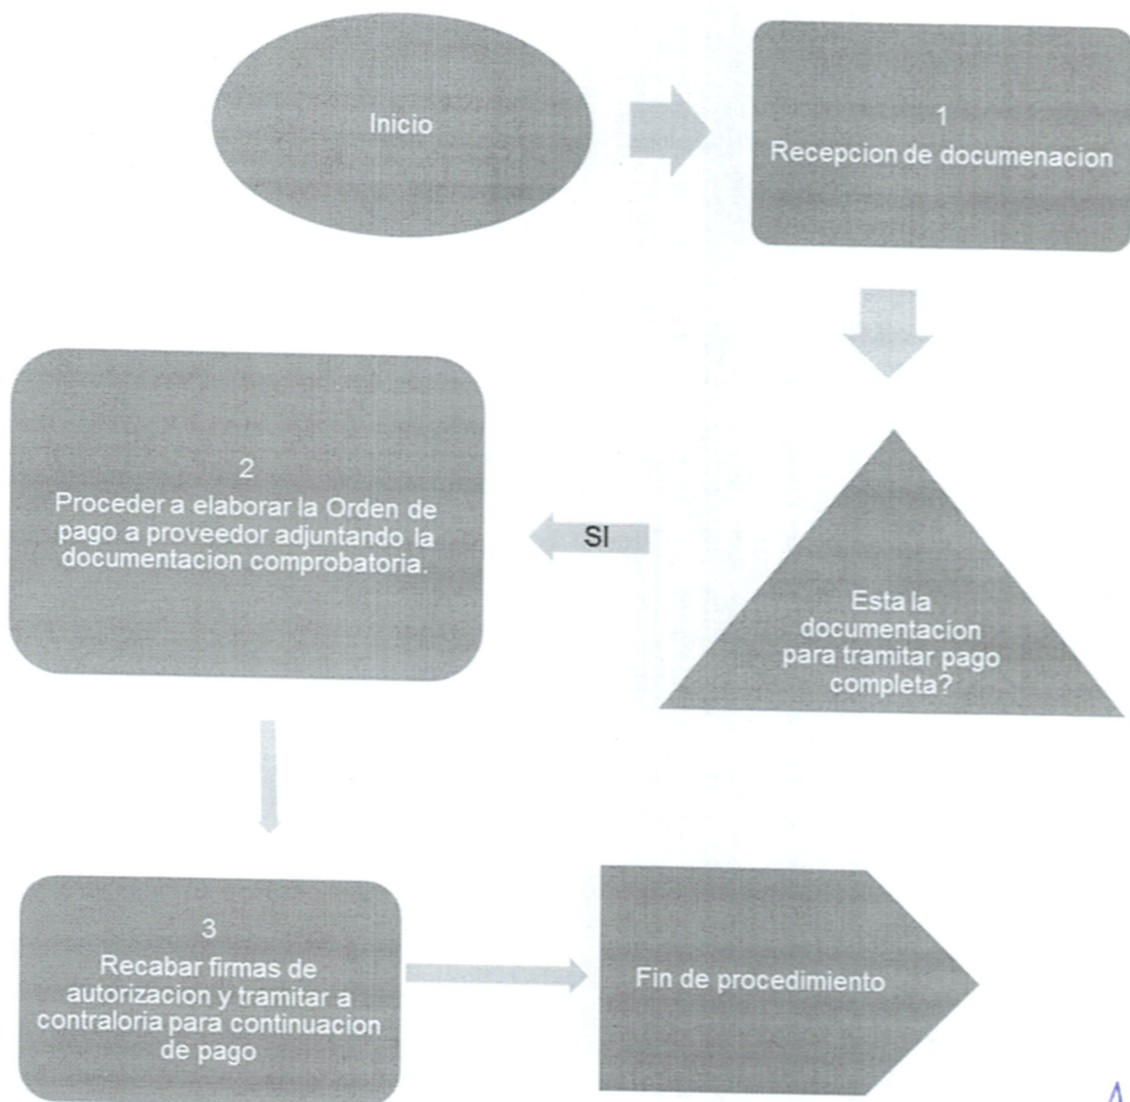 Inicio
1
Recepcion de documenacion
Esta la
documentacion
para tramitar pago
completa?
SI
2
Proceder a elaborar la Orden de
pago a proveedor adjuntando la
documentacion comprobatoria.
3
Recabar firmas de
autorizacion y tramitar a
contraloria para continuacion
de pago
Fin de procedimiento